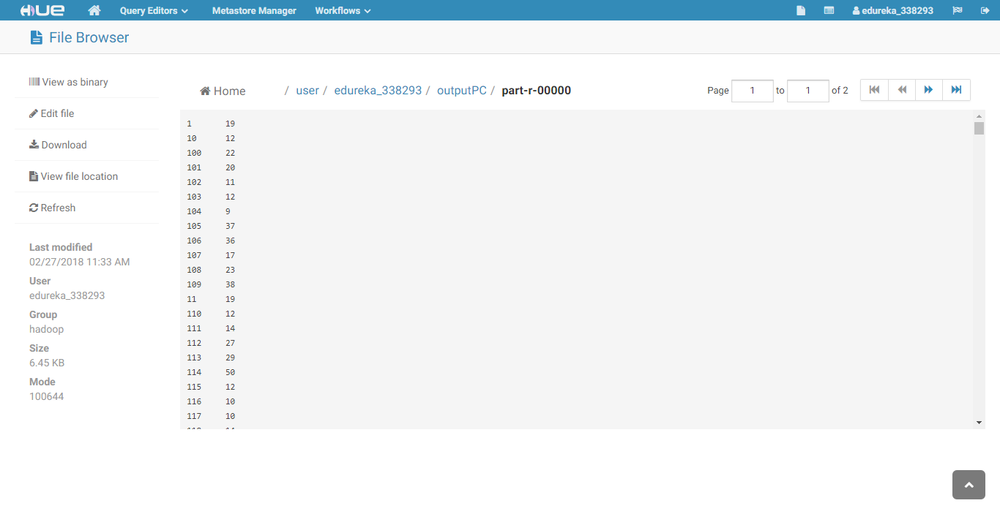 HUE Query Editors Metastore Manager Workflows edureka_338293
File Browser
View as binary
Edit file
Download
View file location
Refresh
Last modified
02/27/2018 11:33 AM
User
edureka_338293
Group
hadoop
Size
6.45 KB
Mode
100644
Home / user / edureka_338293 / outputPC / part-r-00000 Page 1 to 1 of 2
1 19
10 12
100 22
101 20
102 11
103 12
104 9
105 37
106 36
107 17
108 23
109 38
11 19
110 12
111 14
112 27
113 29
114 50
115 12
116 10
117 10